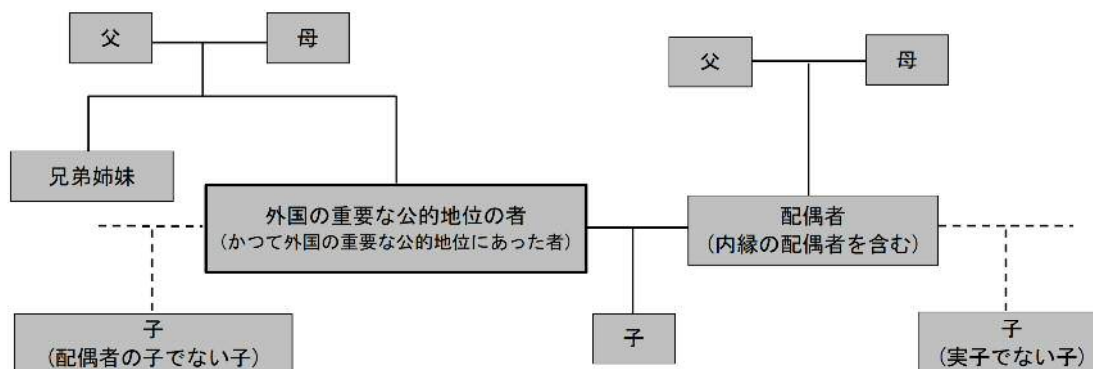 父
母
父
母
兄弟姉妹
外国の重要な公的地位の者
(かつて外国の重要な公的地位にあった者)
配偶者
(内縁の配偶者を含む)
子
(配偶者の子でない子)
子
子
(実子でない子)